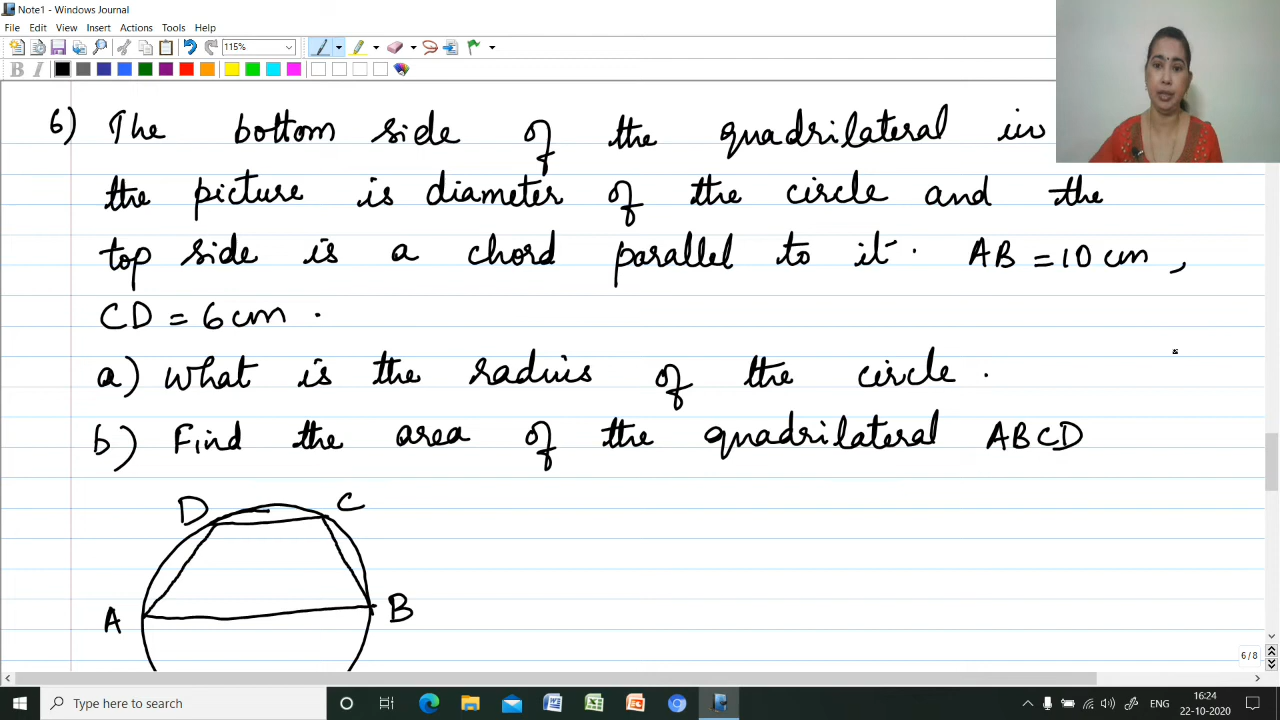 Note1 - Windows Journal
File Edit View Insert Actions Tools Help
115%
B I
6) The bottom side of the quadrilateral in
the picture is diameter of the circle and the
top side is a chord parallel to it. AB = 10 cm,
CD = 6 cm.
a) What is the radius of the circle.
b) Find the area of the quadrilateral ABCD
D C
A B
6 / 8
Type here to search
ENG
16:24
22-10-2020